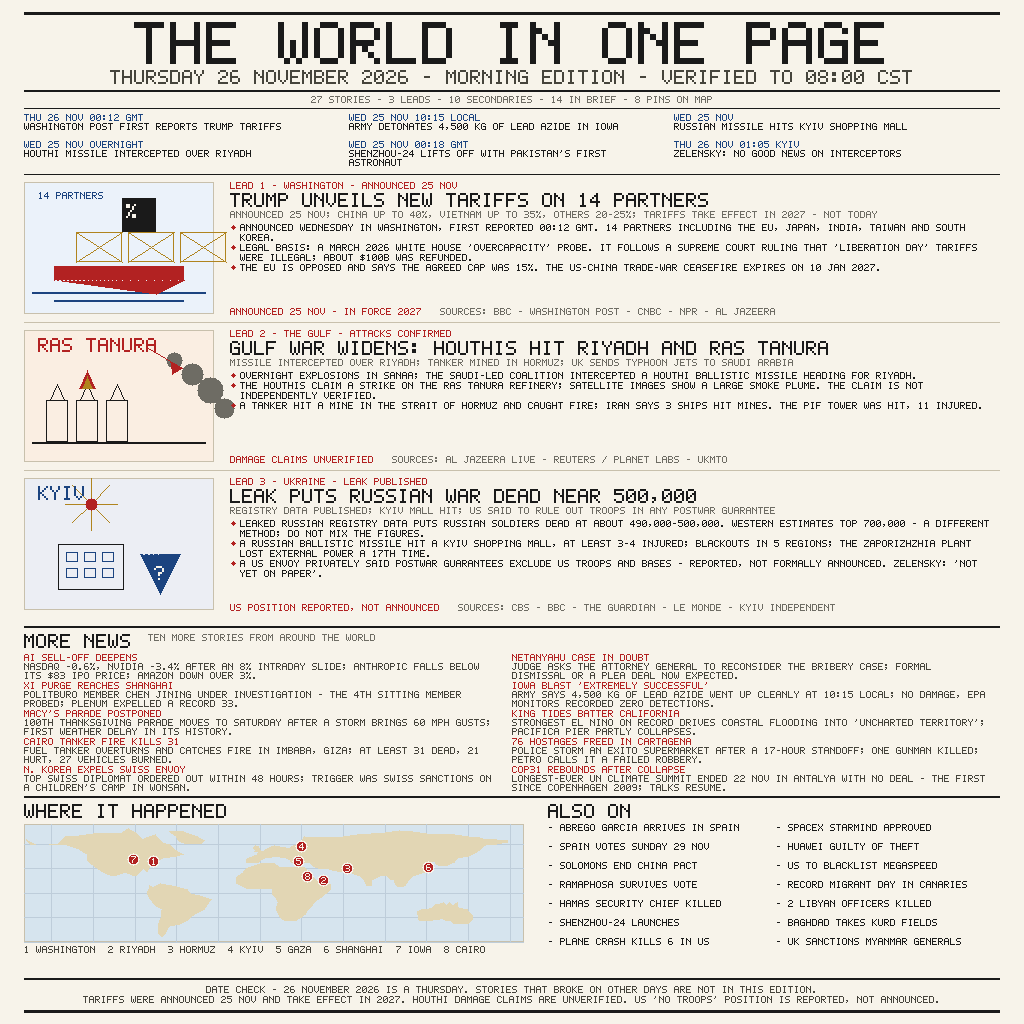 THE WORLD IN ONE PAGE
THURSDAY 26 NOVEMBER 2026 - MORNING EDITION - VERIFIED TO 08:00 CST
27 STORIES - 3 LEADS - 10 SECONDARIES - 14 IN BRIEF - 8 PINS ON MAP
THU 26 NOV 00:12 GMT
WASHINGTON POST FIRST REPORTS TRUMP TARIFFS
WED 25 NOV 10:15 LOCAL
ARMY DETONATES 4,500 KG OF LEAD AZIDE IN IOWA
WED 25 NOV
RUSSIAN MISSILE HITS KYIV SHOPPING MALL
WED 25 NOV OVERNIGHT
HOUTHI MISSILE INTERCEPTED OVER RIYADH
WED 25 NOV 00:18 GMT
SHENZHOU-24 LIFTS OFF WITH PAKISTAN'S FIRST
ASTRONAUT
THU 26 NOV 01:05 KYIV
ZELENSKY: NO GOOD NEWS ON INTERCEPTORS
14 PARTNERS
%
LEAD 1 - WASHINGTON - ANNOUNCED 25 NOV
TRUMP UNVEILS NEW TARIFFS ON 14 PARTNERS
ANNOUNCED 25 NOV; CHINA UP TO 40%, VIETNAM UP TO 35%, OTHERS 20-25%; TARIFFS TAKE EFFECT IN 2027 - NOT TODAY
ANNOUNCED WEDNESDAY IN WASHINGTON, FIRST REPORTED 00:12 GMT. 14 PARTNERS INCLUDING THE EU, JAPAN, INDIA, TAIWAN AND SOUTH
KOREA.
LEGAL BASIS: A MARCH 2026 WHITE HOUSE 'OVERCAPACITY' PROBE. IT FOLLOWS A SUPREME COURT RULING THAT 'LIBERATION DAY' TARIFFS
WERE ILLEGAL; ABOUT $100B WAS REFUNDED.
THE EU IS OPPOSED AND SAYS THE AGREED CAP WAS 15%. THE US-CHINA TRADE-WAR CEASEFIRE EXPIRES ON 10 JAN 2027.
ANNOUNCED 25 NOV - IN FORCE 2027 SOURCES: BBC - WASHINGTON POST - CNBC - NPR - AL JAZEERA
RAS TANURA
LEAD 2 - THE GULF - ATTACKS CONFIRMED
GULF WAR WIDENS: HOUTHIS HIT RIYADH AND RAS TANURA
MISSILE INTERCEPTED OVER RIYADH; TANKER MINED IN HORMUZ; UK SENDS TYPHOON JETS TO SAUDI ARABIA
OVERNIGHT EXPLOSIONS IN SANAA; THE SAUDI-LED COALITION INTERCEPTED A HOUTHI BALLISTIC MISSILE HEADING FOR RIYADH.
THE HOUTHIS CLAIM A STRIKE ON THE RAS TANURA REFINERY; SATELLITE IMAGES SHOW A LARGE SMOKE PLUME. THE CLAIM IS NOT
INDEPENDENTLY VERIFIED.
A TANKER HIT A MINE IN THE STRAIT OF HORMUZ AND CAUGHT FIRE; IRAN SAYS 3 SHIPS HIT MINES. THE PIF TOWER WAS HIT, 11 INJURED.
DAMAGE CLAIMS UNVERIFIED SOURCES: AL JAZEERA LIVE - REUTERS / PLANET LABS - UKMTO
KYIV
?
LEAD 3 - UKRAINE - LEAK PUBLISHED
LEAK PUTS RUSSIAN WAR DEAD NEAR 500,000
REGISTRY DATA PUBLISHED; KYIV MALL HIT; US SAID TO RULE OUT TROOPS IN ANY POSTWAR GUARANTEE
LEAKED RUSSIAN REGISTRY DATA PUTS RUSSIAN SOLDIERS DEAD AT ABOUT 490,000-500,000. WESTERN ESTIMATES TOP 700,000 - A DIFFERENT
METHOD; DO NOT MIX THE FIGURES.
A RUSSIAN BALLISTIC MISSILE HIT A KYIV SHOPPING MALL, AT LEAST 3-4 INJURED; BLACKOUTS IN 5 REGIONS; THE ZAPORIZHZHIA PLANT
LOST EXTERNAL POWER A 17TH TIME.
A US ENVOY PRIVATELY SAID POSTWAR GUARANTEES EXCLUDE US TROOPS AND BASES - REPORTED, NOT FORMALLY ANNOUNCED. ZELENSKY: 'NOT
YET ON PAPER'.
US POSITION REPORTED, NOT ANNOUNCED SOURCES: CBS - BBC - THE GUARDIAN - LE MONDE - KYIV INDEPENDENT
MORE NEWS TEN MORE STORIES FROM AROUND THE WORLD
AI SELL-OFF DEEPENS
NASDAQ -0.6%, NVIDIA -3.4% AFTER AN 8% INTRADAY SLIDE; ANTHROPIC FALLS BELOW
ITS $83 IPO PRICE; AMAZON DOWN OVER 3%.
XI PURGE REACHES SHANGHAI
POLITBURO MEMBER CHEN JINING UNDER INVESTIGATION - THE 4TH SITTING MEMBER
PROBED; PLENUM EXPELLED A RECORD 33.
MACY'S PARADE POSTPONED
100TH THANKSGIVING PARADE MOVES TO SATURDAY AFTER A STORM BRINGS 60 MPH GUSTS;
FIRST WEATHER DELAY IN ITS HISTORY.
CAIRO TANKER FIRE KILLS 31
FUEL TANKER OVERTURNS AND CATCHES FIRE IN IMBABA, GIZA; AT LEAST 31 DEAD, 21
HURT, 27 VEHICLES BURNED.
N. KOREA EXPELS SWISS ENVOY
TOP SWISS DIPLOMAT ORDERED OUT WITHIN 48 HOURS; TRIGGER WAS SWISS SANCTIONS ON
A CHILDREN'S CAMP IN WONSAN.
NETANYAHU CASE IN DOUBT
JUDGE ASKS THE ATTORNEY GENERAL TO RECONSIDER THE BRIBERY CASE; FORMAL
DISMISSAL OR A PLEA DEAL NOW EXPECTED.
IOWA BLAST 'EXTREMELY SUCCESSFUL'
ARMY SAYS 4,500 KG OF LEAD AZIDE WENT UP CLEANLY AT 10:15 LOCAL; NO DAMAGE, EPA
MONITORS RECORDED ZERO DETECTIONS.
KING TIDES BATTER CALIFORNIA
STRONGEST EL NINO ON RECORD DRIVES COASTAL FLOODING INTO 'UNCHARTED TERRITORY';
PACIFICA PIER PARTLY COLLAPSES.
76 HOSTAGES FREED IN CARTAGENA
POLICE STORM AN EXITO SUPERMARKET AFTER A 17-HOUR STANDOFF; ONE GUNMAN KILLED;
PETRO CALLS IT A FAILED ROBBERY.
COP31 REBOUNDS AFTER COLLAPSE
LONGEST-EVER UN CLIMATE SUMMIT ENDED 22 NOV IN ANTALYA WITH NO DEAL - THE FIRST
SINCE COPENHAGEN 2009; TALKS RESUME.
WHERE IT HAPPENED
7 1 4 5 8 2 3 6
1 WASHINGTON 2 RIYADH 3 HORMUZ 4 KYIV 5 GAZA 6 SHANGHAI 7 IOWA 8 CAIRO
ALSO ON
- ABREGO GARCIA ARRIVES IN SPAIN
- SPAIN VOTES SUNDAY 29 NOV
- SOLOMONS END CHINA PACT
- RAMAPHOSA SURVIVES VOTE
- HAMAS SECURITY CHIEF KILLED
- SHENZHOU-24 LAUNCHES
- PLANE CRASH KILLS 6 IN US
- SPACEX STARMIND APPROVED
- HUAWEI GUILTY OF THEFT
- US TO BLACKLIST MEGASPEED
- RECORD MIGRANT DAY IN CANARIES
- 2 LIBYAN OFFICERS KILLED
- BAGHDAD TAKES KURD FIELDS
- UK SANCTIONS MYANMAR GENERALS
DATE CHECK - 26 NOVEMBER 2026 IS A THURSDAY. STORIES THAT BROKE ON OTHER DAYS ARE NOT IN THIS EDITION.
TARIFFS WERE ANNOUNCED 25 NOV AND TAKE EFFECT IN 2027. HOUTHI DAMAGE CLAIMS ARE UNVERIFIED. US 'NO TROOPS' POSITION IS REPORTED, NOT ANNOUNCED.